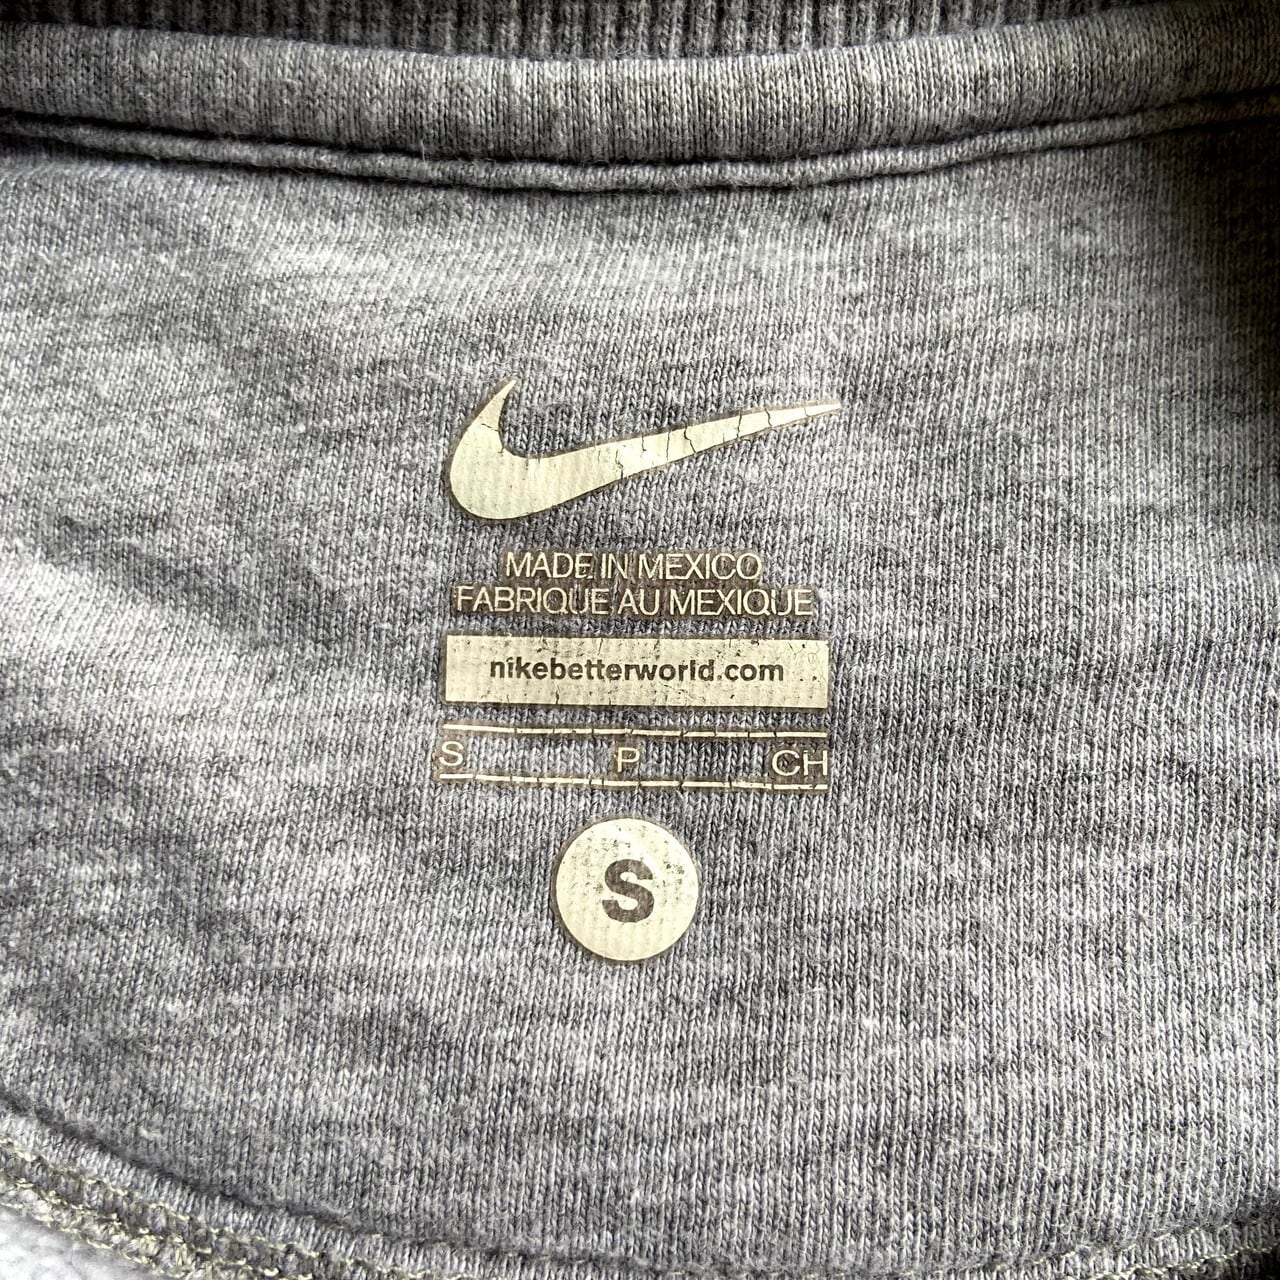 MADE IN MEXICO
FABRIQUE AU MEXIQUE
nikebetterworld.com
S P CH
S